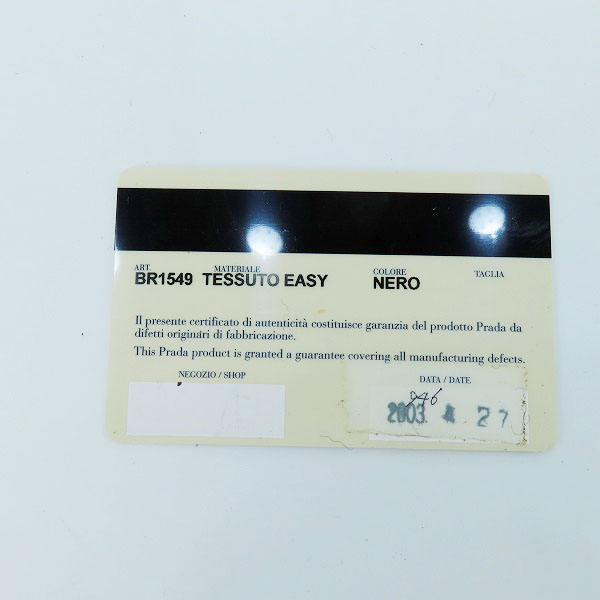 ART. MATERIALE COLORE TAGLIA
BR1549 TESSUTO EASY NERO
Il presente certificato di autenticità costituisce garanzia del prodotto Prada da
difetti originari di fabbricazione.
This Prada product is granted a guarantee covering all manufacturing defects.
NEGOZIO / SHOP DATA / DATE
2003. 4. 27